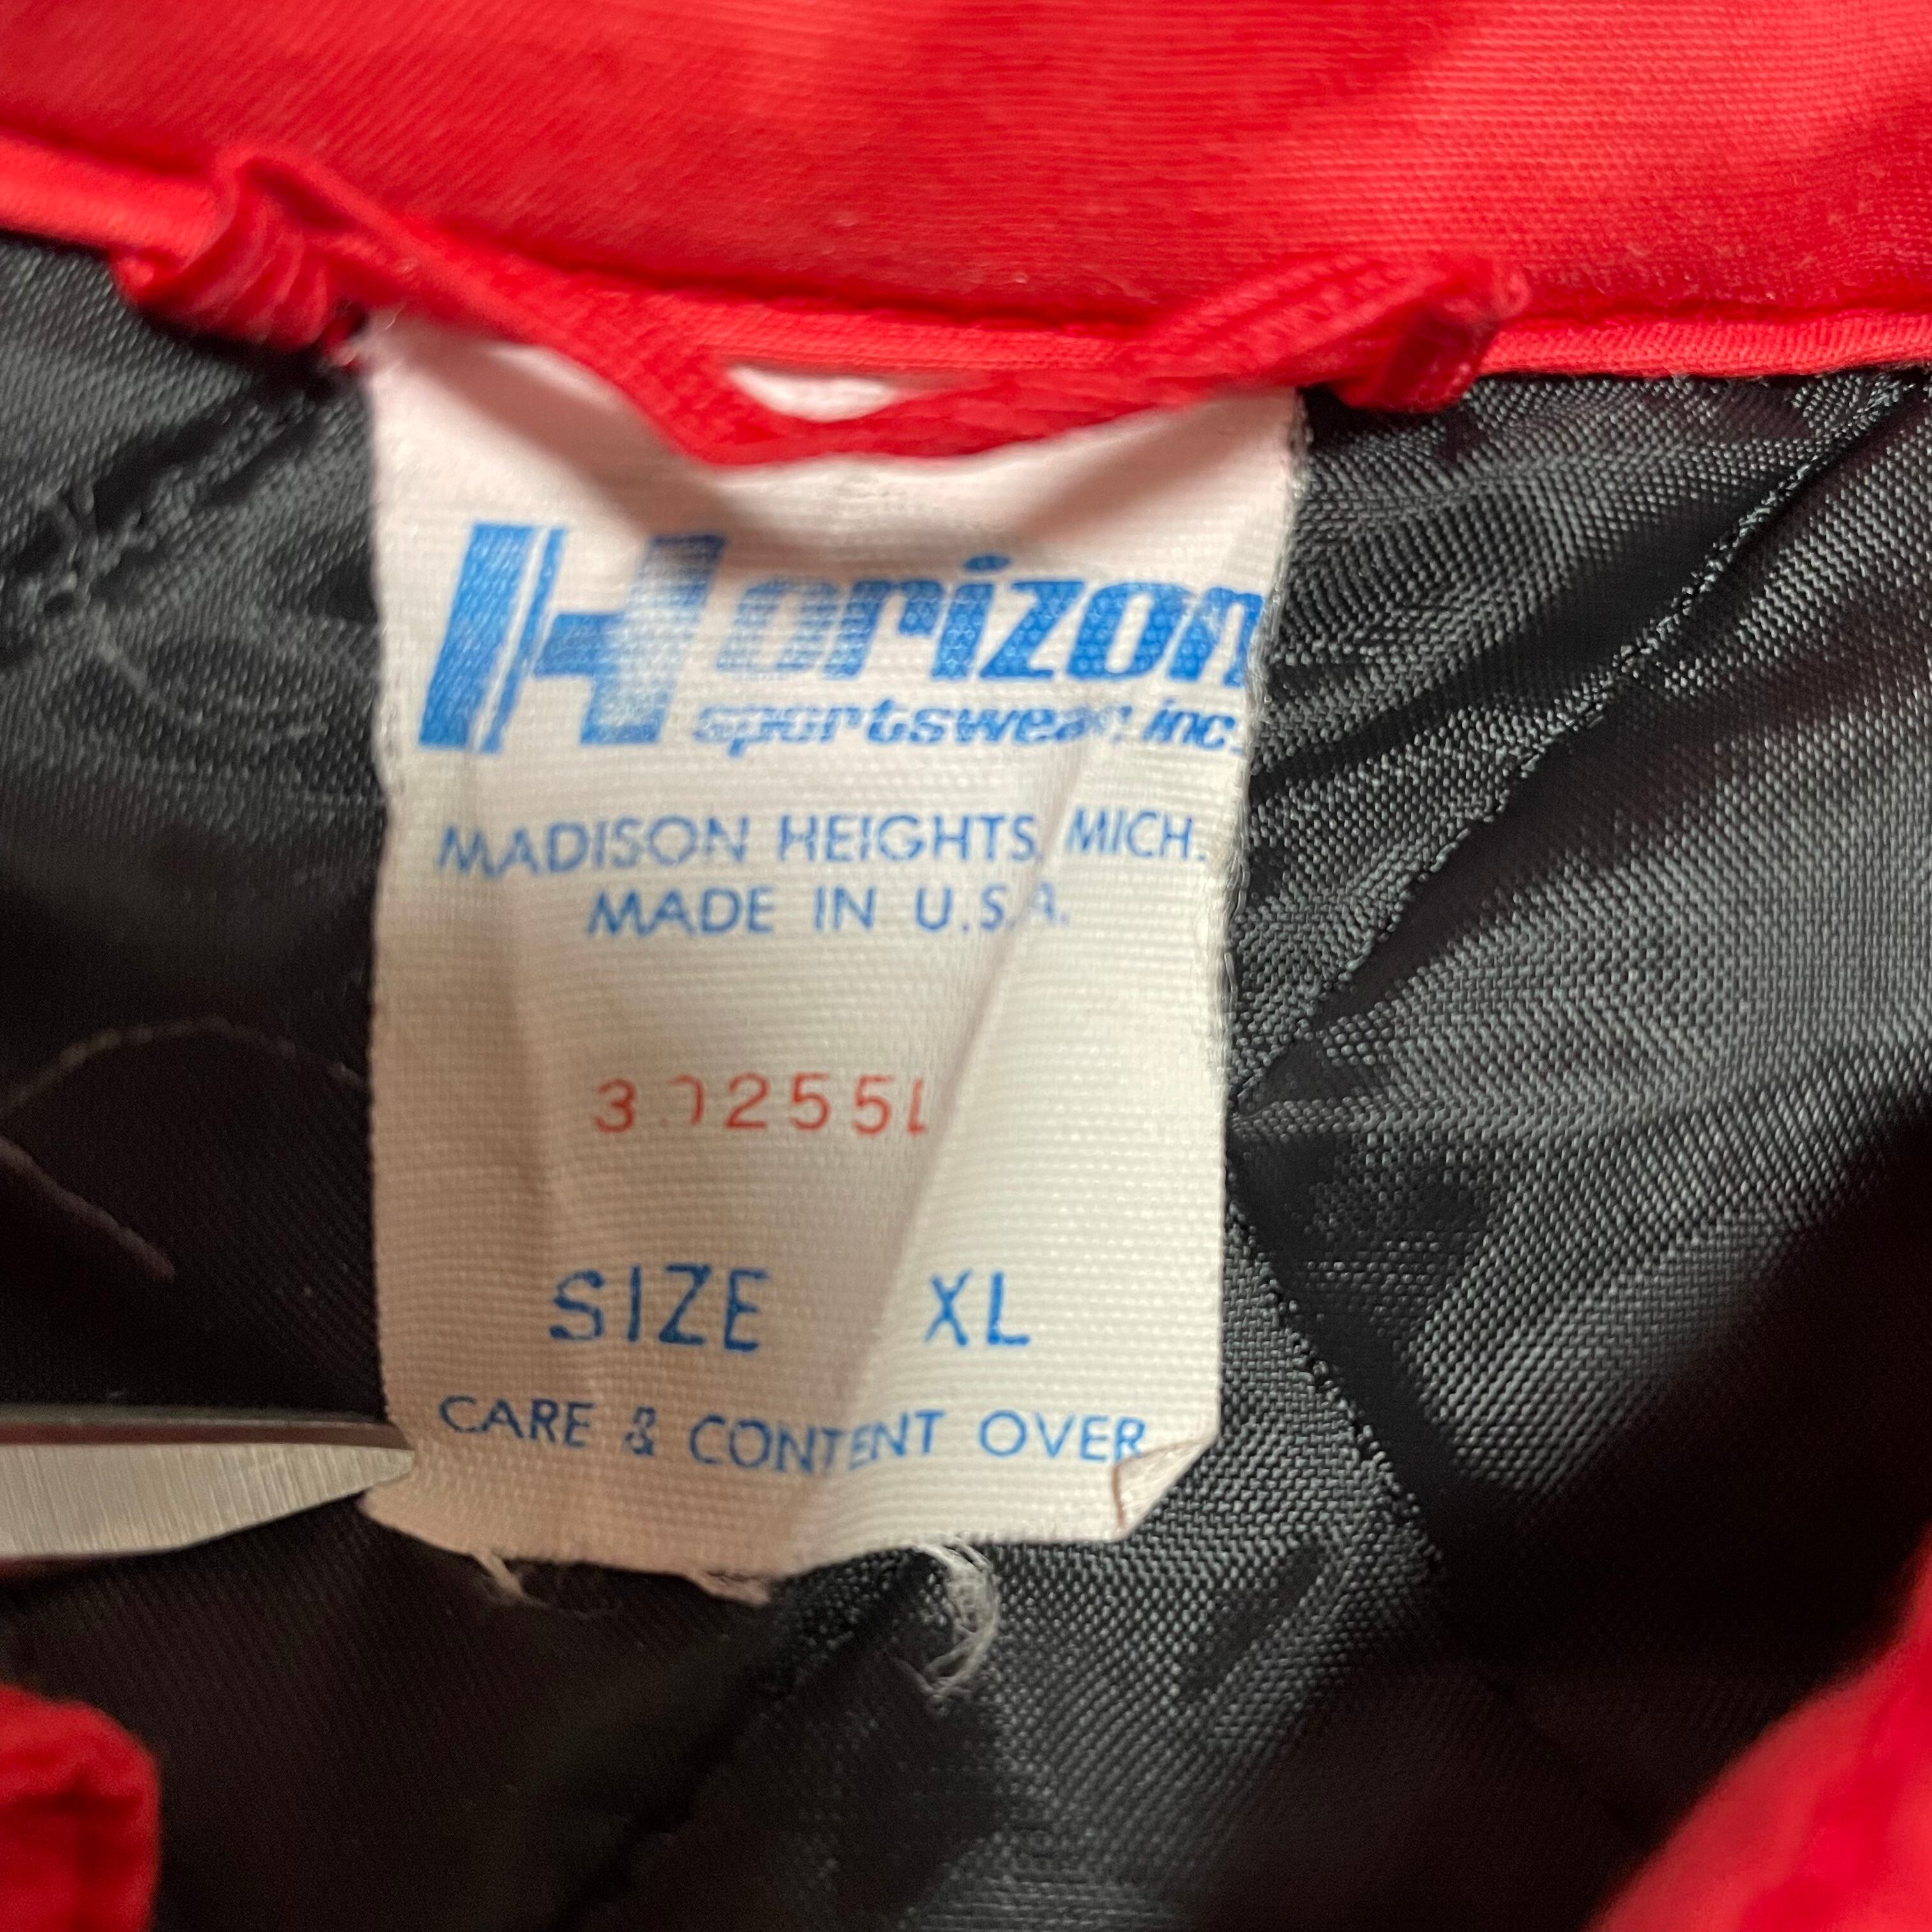 Horizon
sportswear, inc.
MADISON HEIGHTS, MICH.
MADE IN U.S.A.
SIZE XL
CARE & CONTENT OVER